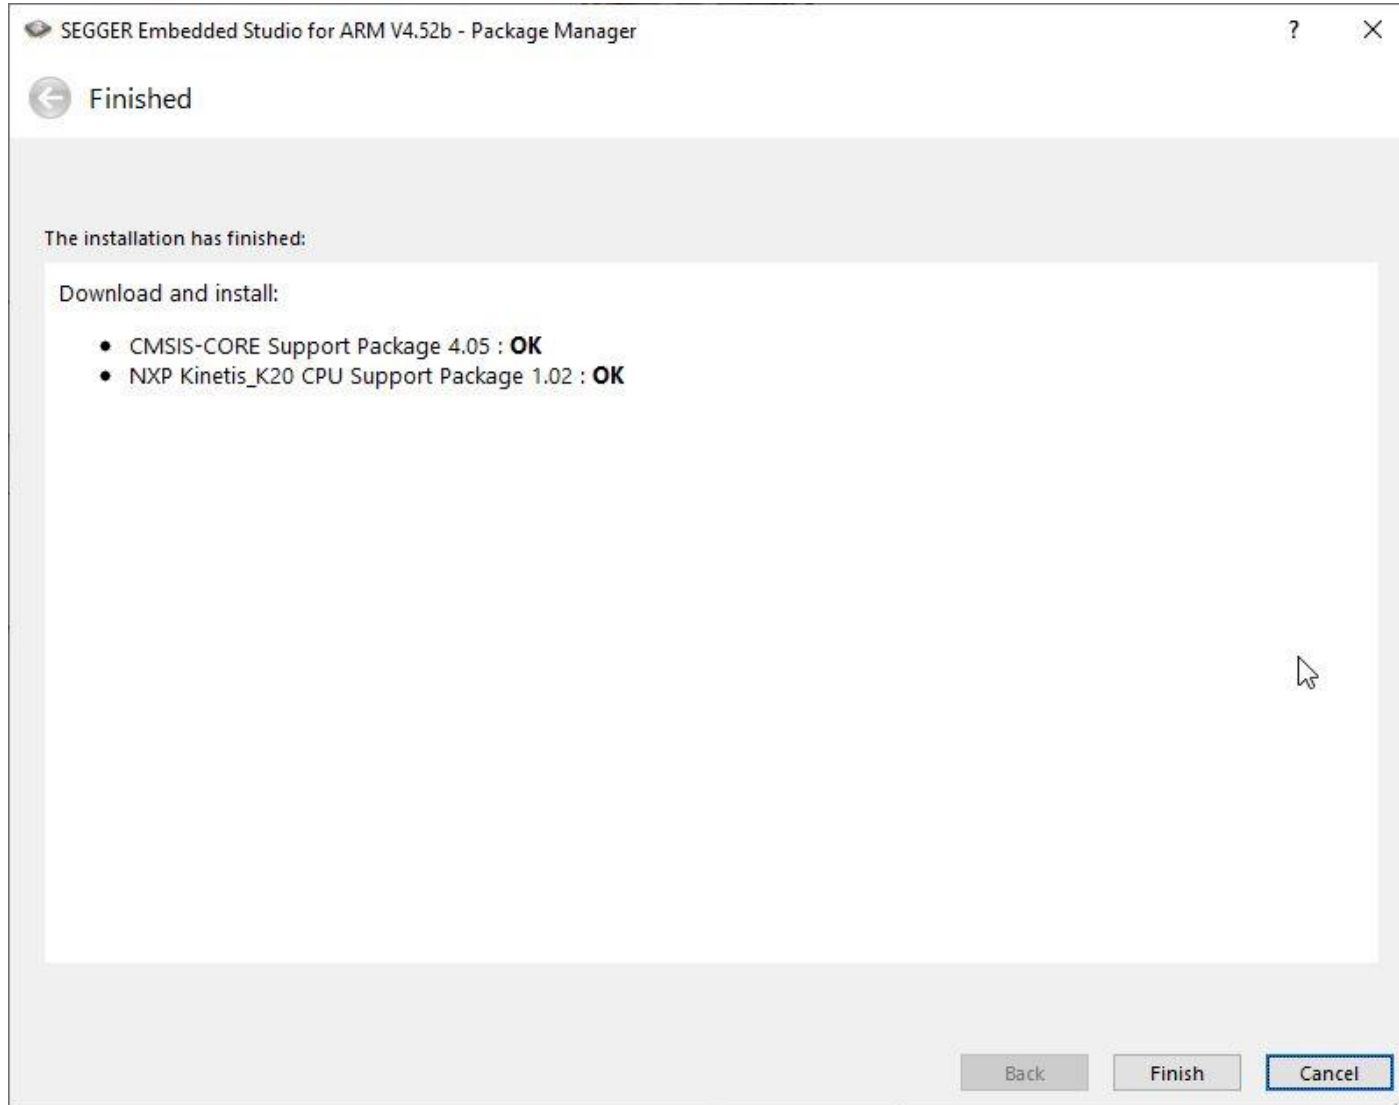 SEGGER Embedded Studio for ARM V4.52b - Package Manager
?
Finished
The installation has finished:
Download and install:
• CMSIS-CORE Support Package 4.05 : OK
• NXP Kinetis_K20 CPU Support Package 1.02 : OK
Back Finish Cancel